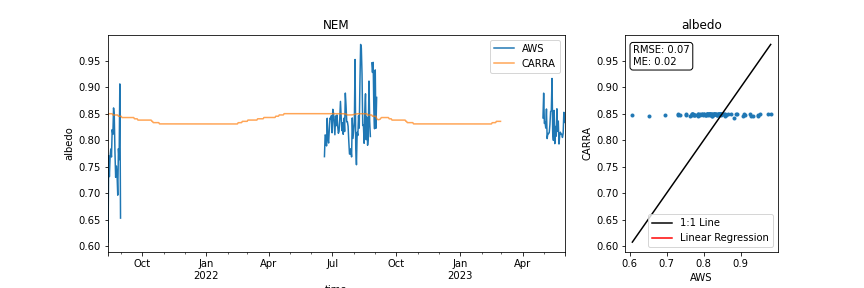 NEM
albedo
0.95
0.90
0.85
0.80
0.75
0.70
0.65
0.60
albedo
AWS
CARRA
Oct
Jan
2022
Apr
Jul
Oct
Jan
2023
Apr
time
albedo
RMSE: 0.07
ME: 0.02
0.95
0.90
0.85
0.80
0.75
0.70
0.65
0.60
CARRA
1:1 Line
Linear Regression
0.6
0.7
0.8
0.9
AWS